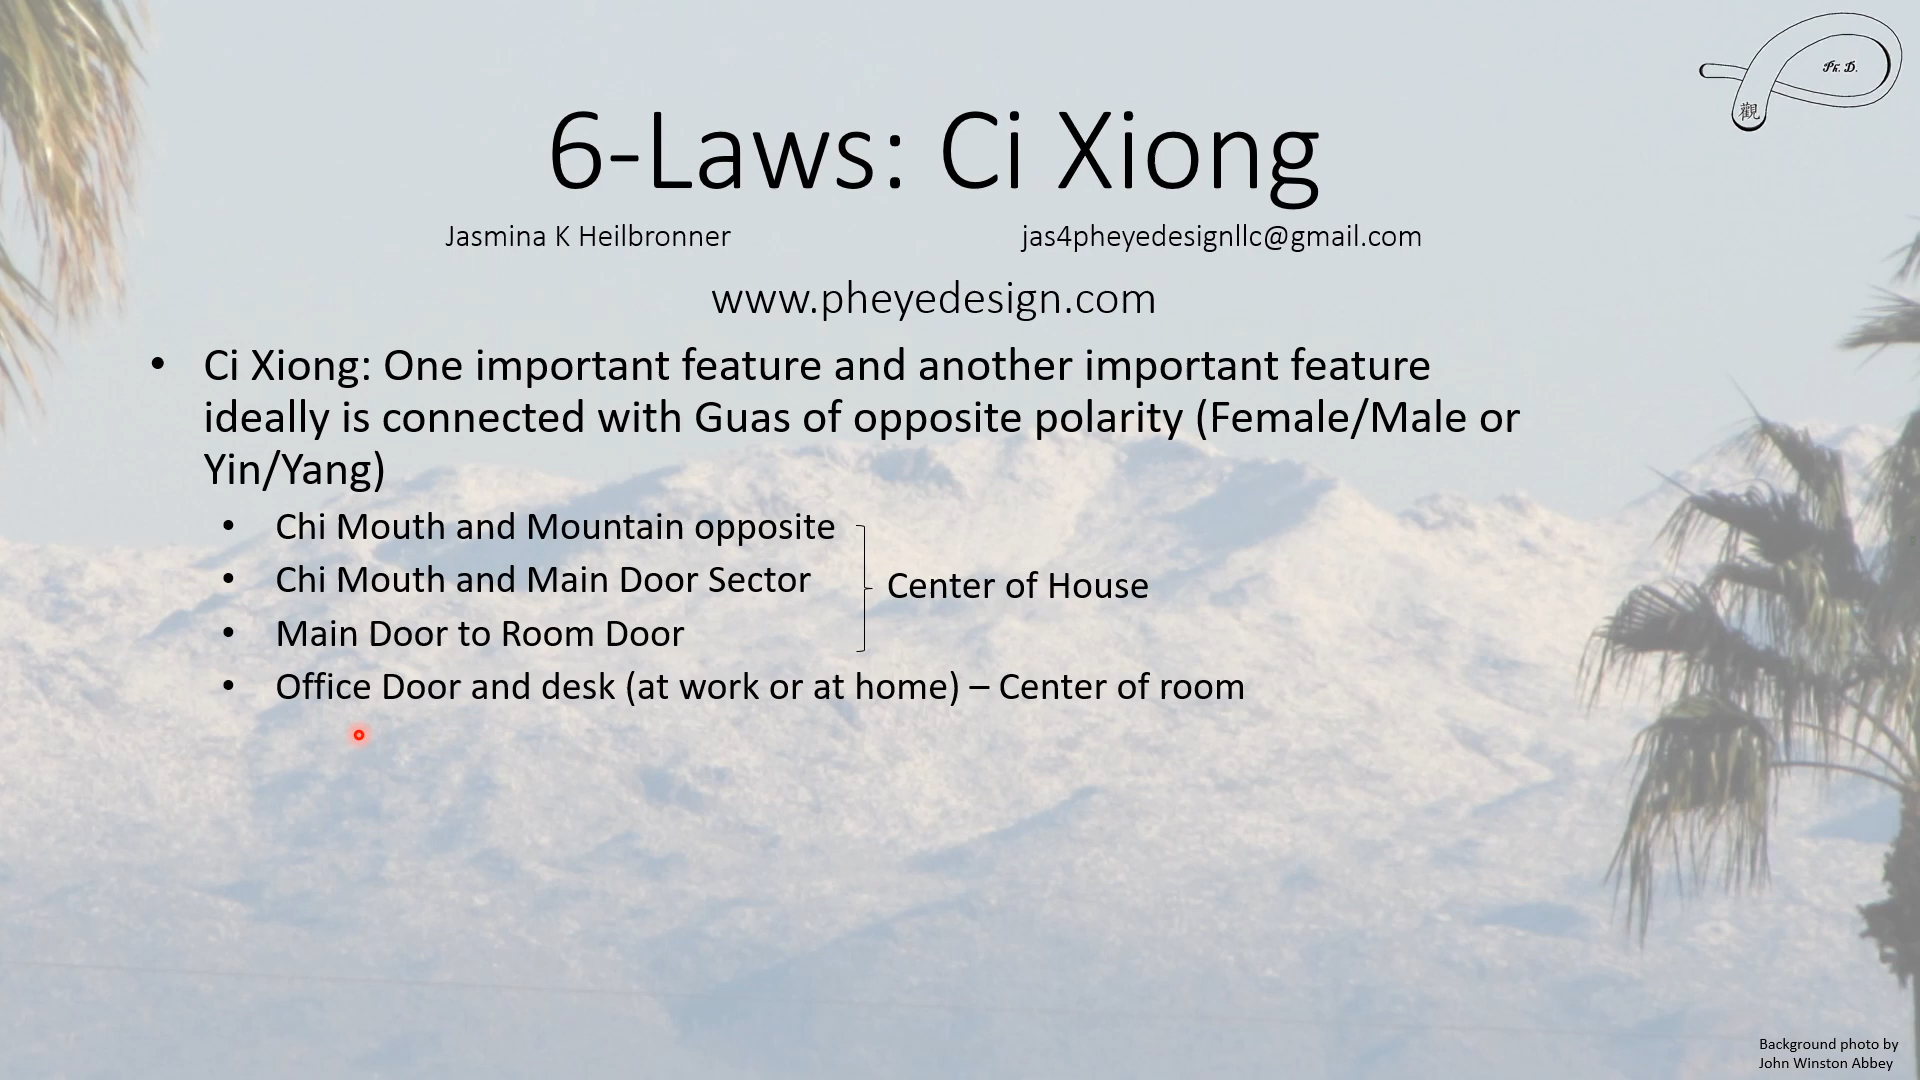 Ph. D.
觀
6-Laws: Ci Xiong
Jasmina K Heilbronner jas4pheyedesignllc@gmail.com
www.pheyedesign.com
• Ci Xiong: One important feature and another important feature
ideally is connected with Guas of opposite polarity (Female/Male or
Yin/Yang)
• Chi Mouth and Mountain opposite
• Chi Mouth and Main Door Sector
Center of House
• Main Door to Room Door
• Office Door and desk (at work or at home) – Center of room
Background photo by
John Winston Abbey